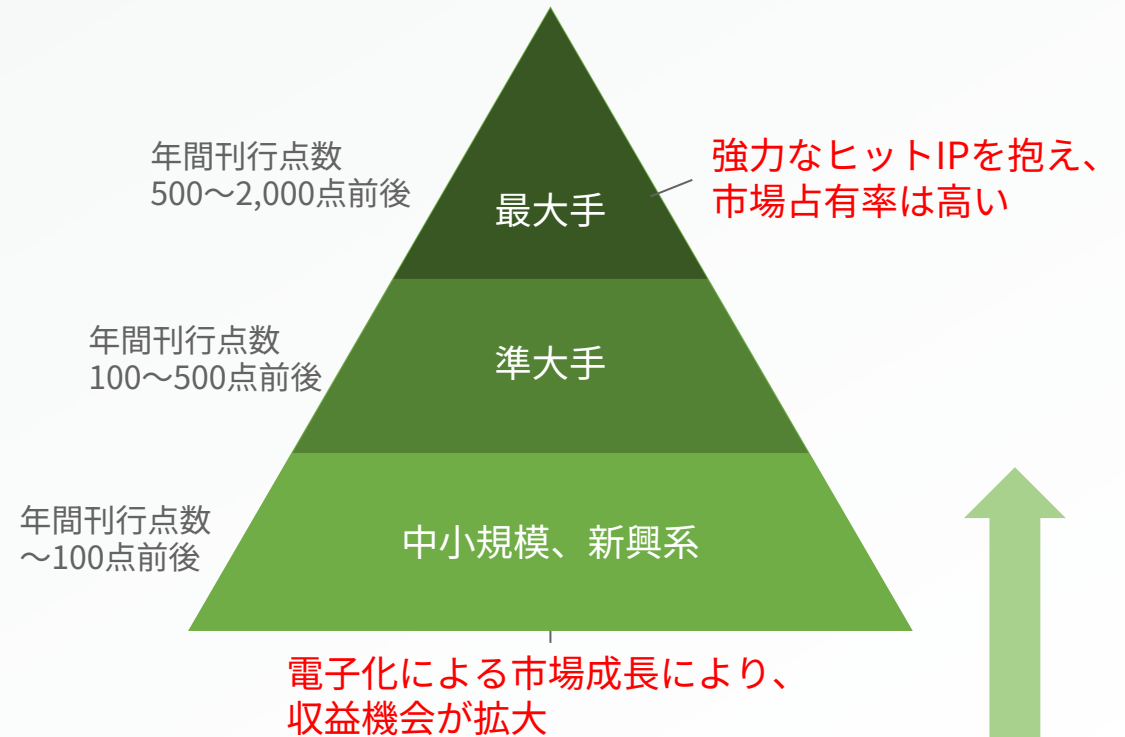 年間刊行点数
500～2,000点前後
最大手
強力なヒットIPを抱え、
市場占有率は高い
年間刊行点数
100～500点前後
準大手
年間刊行点数
～100点前後
中小規模、新興系
電子化による市場成長により、
収益機会が拡大